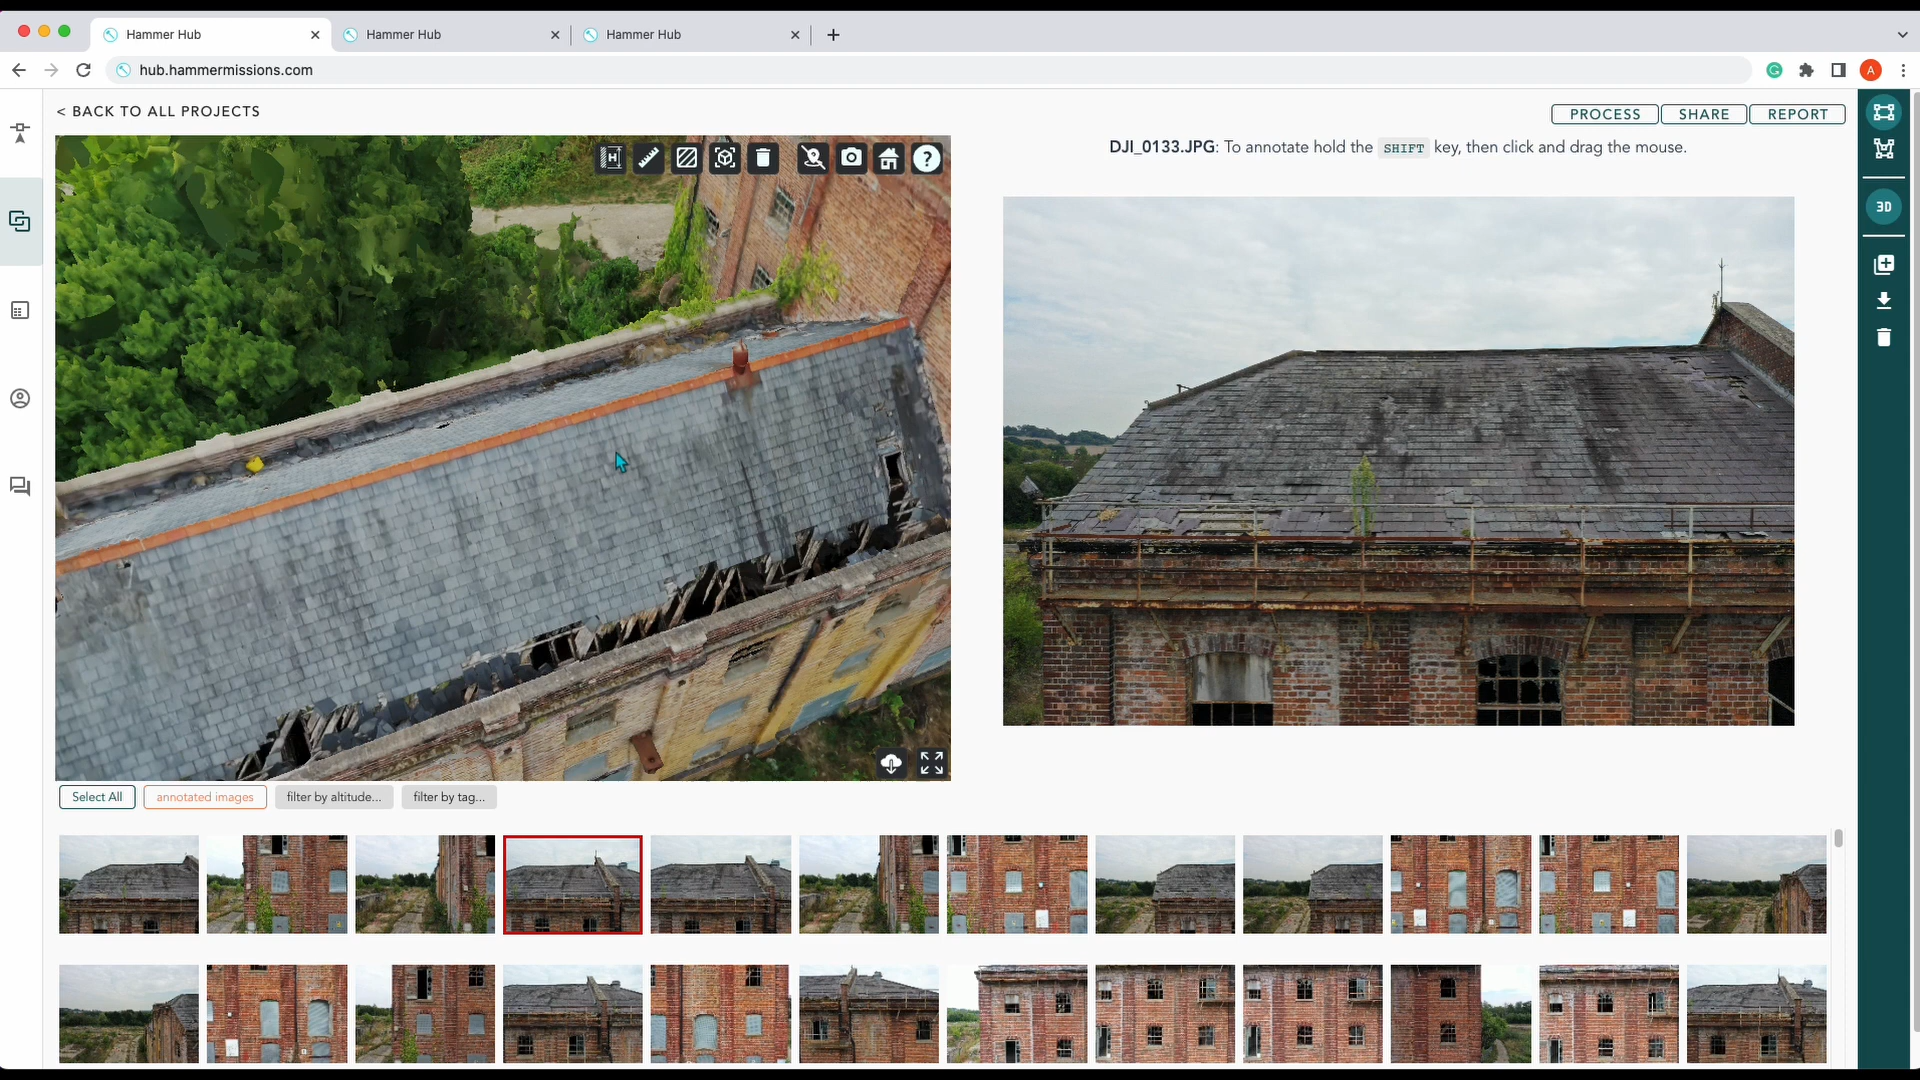 Hammer Hub
Hammer Hub
Hammer Hub
hub.hammermissions.com
A
< BACK TO ALL PROJECTS
PROCESS
SHARE
REPORT
DJI_0133.JPG: To annotate hold the SHIFT key, then click and drag the mouse.
H
?
3D
Select All
annotated images
filter by altitude...
filter by tag...